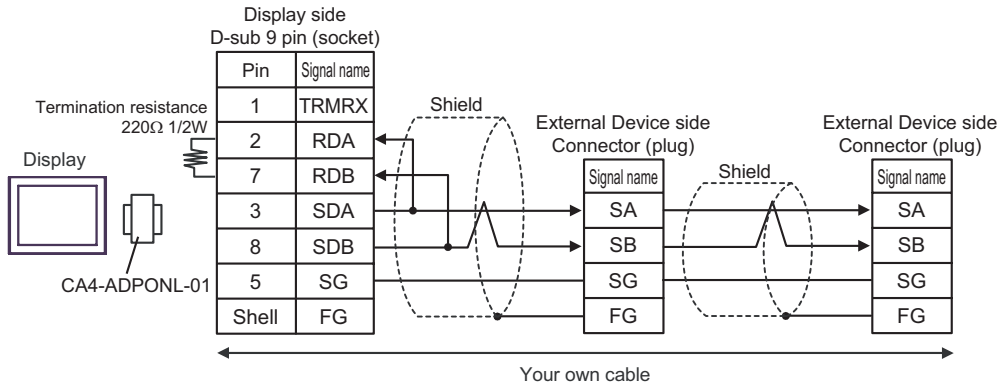 Display side
D-sub 9 pin (socket)
Pin Signal name
1 TRMRX
2 RDA
7 RDB
3 SDA
8 SDB
5 SG
Shell FG
Termination resistance
220Ω 1/2W
Display
CA4-ADPONL-01
Shield
External Device side
Connector (plug)
Signal name
SA
SB
SG
FG
Shield
External Device side
Connector (plug)
Signal name
SA
SB
SG
FG
Your own cable